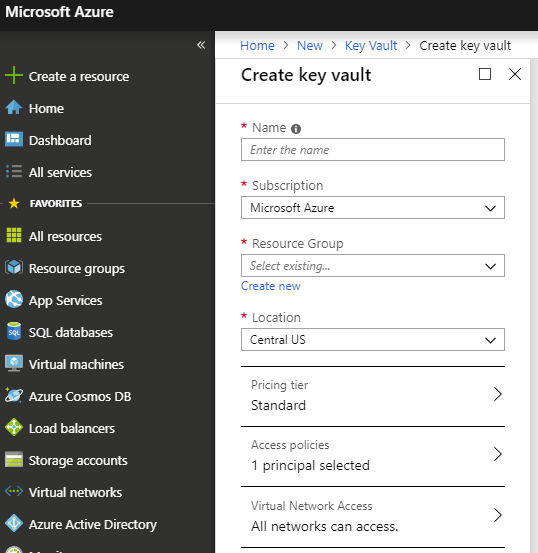 Microsoft Azure
«
Home > New > Key Vault > Create key vault
Create a resource
Home
Dashboard
All services
FAVORITES
All resources
Resource groups
App Services
SQL databases
Virtual machines
Azure Cosmos DB
Load balancers
Storage accounts
Virtual networks
Azure Active Directory
Create key vault
* Name
Enter the name
* Subscription
Microsoft Azure
* Resource Group
Select existing...
Create new
* Location
Central US
Pricing tier
Standard
Access policies
1 principal selected
Virtual Network Access
All networks can access.